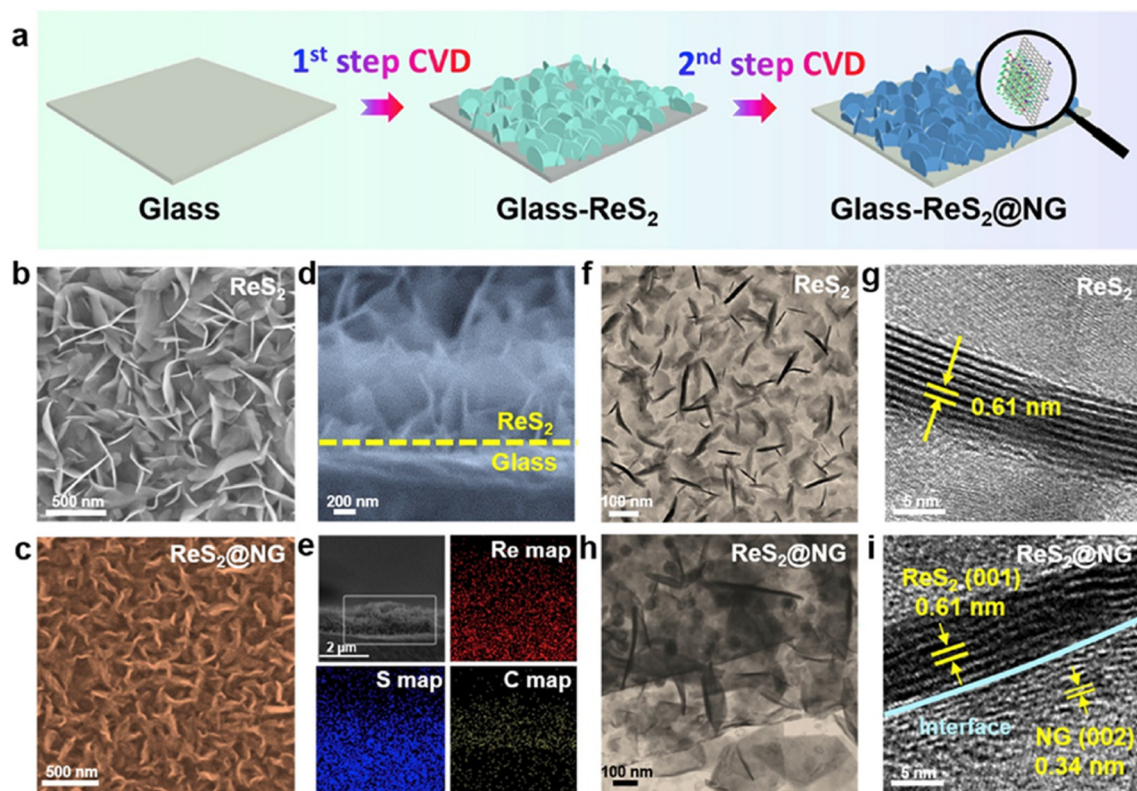 a
1st step CVD
2nd step CVD
Glass
Glass-ReS2
Glass-ReS2@NG
b
ReS2
500 nm
d
ReS2
Glass
200 nm
f
ReS2
100 nm
g
ReS2
0.61 nm
5 nm
c
ReS2@NG
500 nm
e
2 μm
Re map
S map
C map
h
ReS2@NG
100 nm
i
ReS2@NG
ReS2 (001)
0.61 nm
Interface
NG (002)
0.34 nm
5 nm